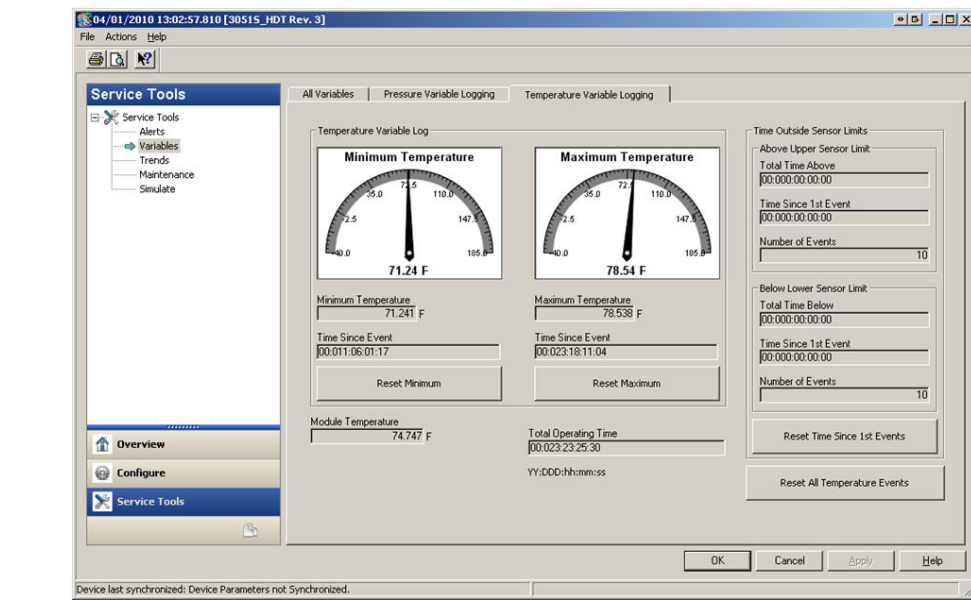 04/01/2010 13:02:57.810 [3051S_HDT Rev. 3]
File Actions Help
Service Tools
Service Tools
Alerts
Variables
Trends
Maintenance
Simulate
Overview
Configure
Service Tools
All Variables
Pressure Variable Logging
Temperature Variable Logging
Temperature Variable Log
Minimum Temperature
72.5
35.0 110.0
-2.5 147.5
-40.0 185.0
71.24 F
Minimum Temperature
71.241 F
Time Since Event
00:011:06:01:17
Reset Minimum
Maximum Temperature
72.5
35.0 110.0
-2.5 147.5
-40.0 185.0
78.54 F
Maximum Temperature
78.538 F
Time Since Event
00:023:18:11:04
Reset Maximum
Module Temperature
74.747 F
Total Operating Time
00:023:23:25:30
YY:DDD:hh:mm:ss
Time Outside Sensor Limits
Above Upper Sensor Limit
Total Time Above
00:000:00:00:00
Time Since 1st Event
00:000:00:00:00
Number of Events
10
Below Lower Sensor Limit
Total Time Below
00:000:00:00:00
Time Since 1st Event
00:000:00:00:00
Number of Events
10
Reset Time Since 1st Events
Reset All Temperature Events
OK
Cancel
Apply
Help
Device last synchronized: Device Parameters not Synchronized.